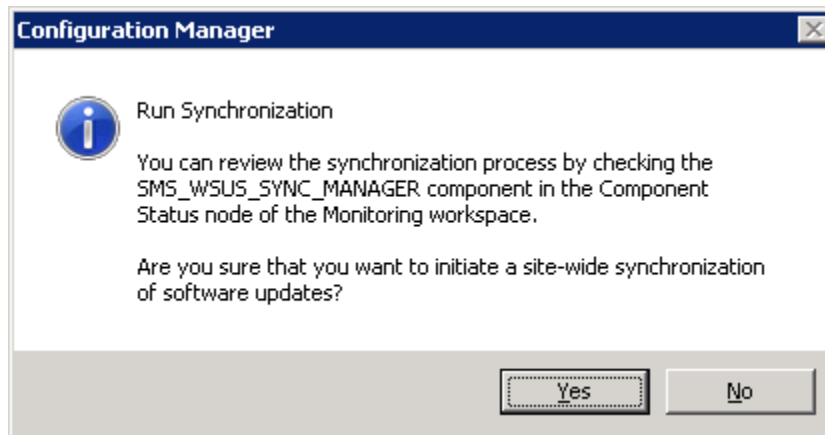 Configuration Manager
Run Synchronization
You can review the synchronization process by checking the
SMS_WSUS_SYNC_MANAGER component in the Component
Status node of the Monitoring workspace.
Are you sure that you want to initiate a site-wide synchronization
of software updates?
Yes No